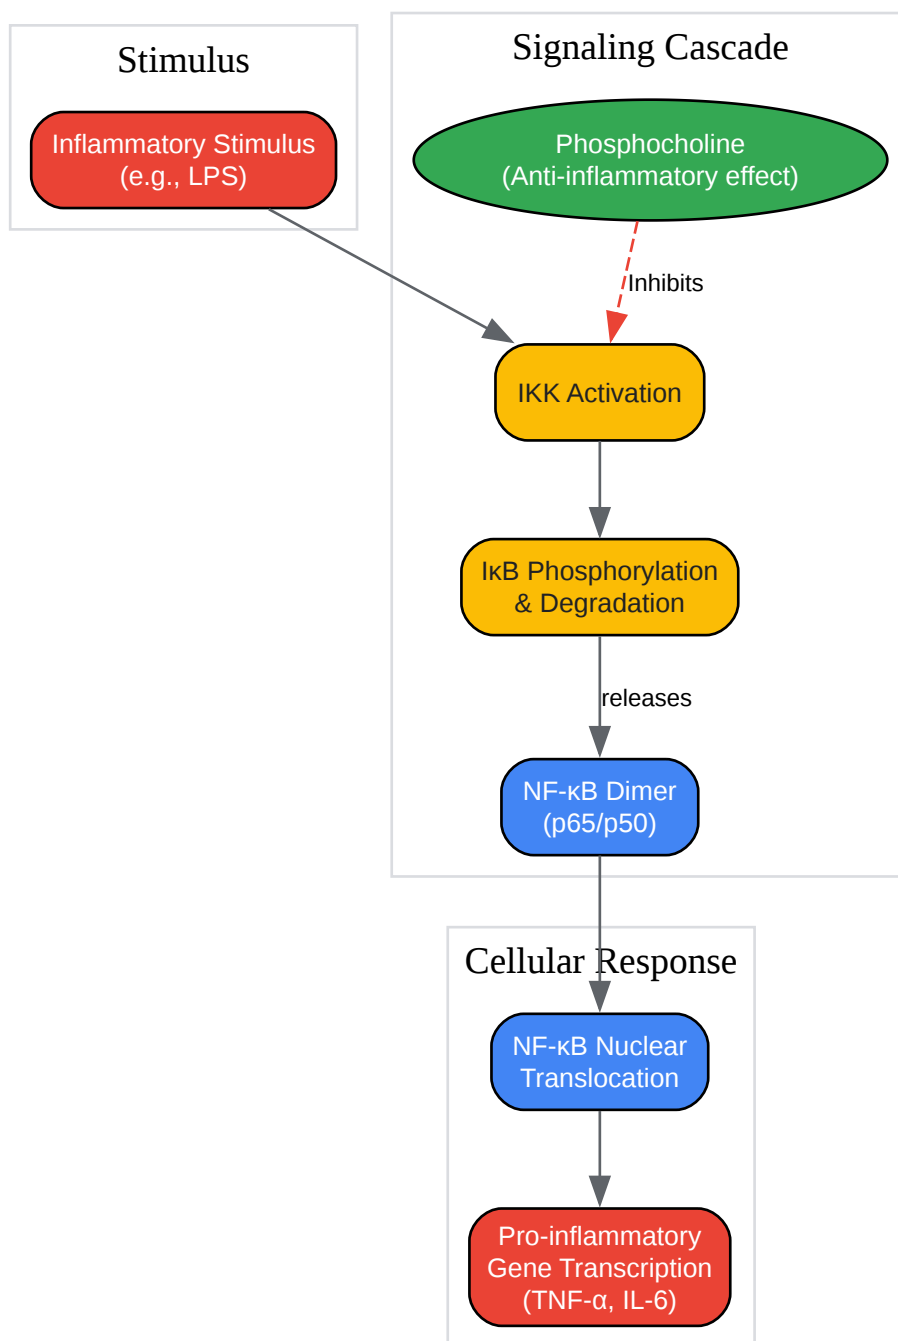 Stimulus
Inflammatory Stimulus
(e.g., LPS)
Signaling Cascade
Phosphocholine
(Anti-inflammatory effect)
Inhibits
IKK Activation
IκB Phosphorylation
& Degradation
releases
NF-κB Dimer
(p65/p50)
Cellular Response
NF-κB Nuclear
Translocation
Pro-inflammatory
Gene Transcription
(TNF-α, IL-6)